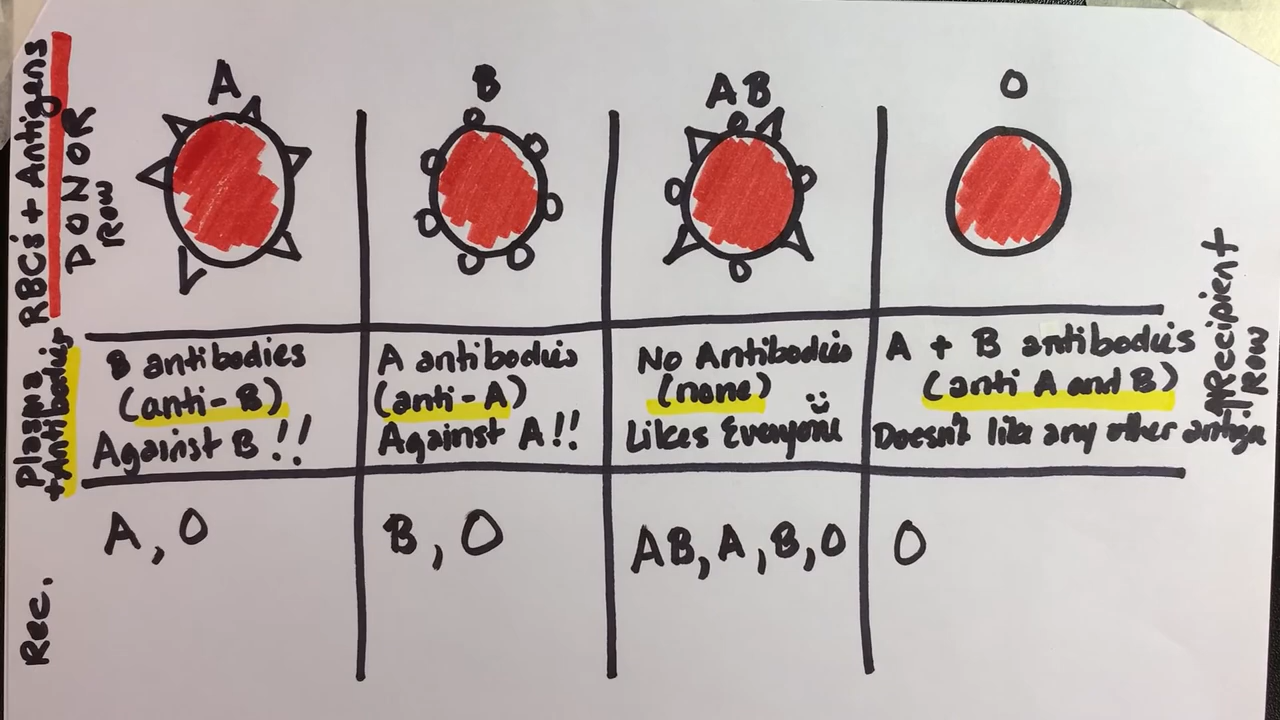 A
B
AB
O
RBC's + Antigens
DONOR
ROW
Plasma
+Antibodies
B antibodies
(anti-B)
Against B!!
A antibodies
(anti-A)
Against A!!
No Antibodies
(none)
Likes Everyone
A + B antibodies
(anti A and B)
Doesn't like any other antigen
Recipient
ROW
Rec.
A, O
B, O
AB, A, B, O
O